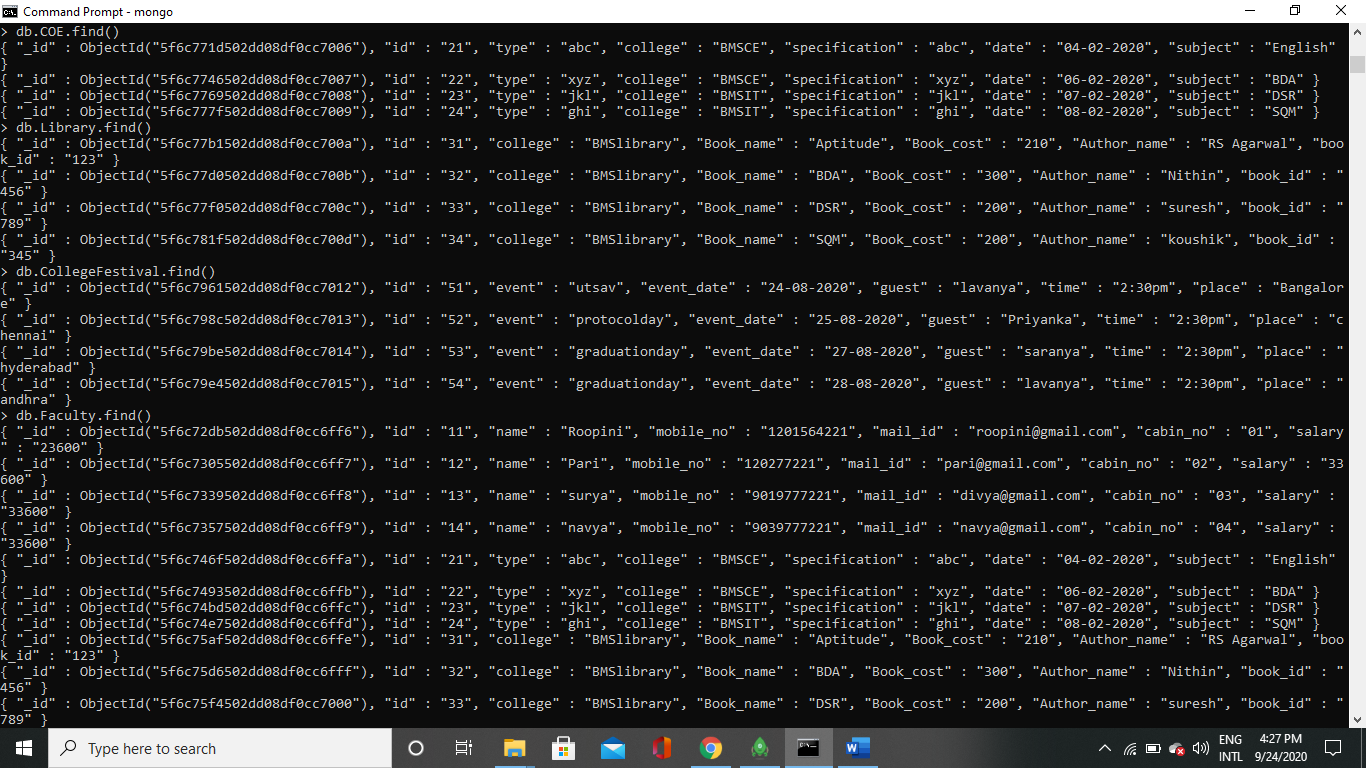 Command Prompt - mongo
> db.COE.find()
{ "_id" : ObjectId("5f6c771d502dd08df0cc7006"), "id" : "21", "type" : "abc", "college" : "BMSCE", "specification" : "abc", "date" : "04-02-2020", "subject" : "English"
}
{ "_id" : ObjectId("5f6c7746502dd08df0cc7007"), "id" : "22", "type" : "xyz", "college" : "BMSCE", "specification" : "xyz", "date" : "06-02-2020", "subject" : "BDA" }
{ "_id" : ObjectId("5f6c7769502dd08df0cc7008"), "id" : "23", "type" : "jkl", "college" : "BMSIT", "specification" : "jkl", "date" : "07-02-2020", "subject" : "DSR" }
{ "_id" : ObjectId("5f6c777f502dd08df0cc7009"), "id" : "24", "type" : "ghi", "college" : "BMSIT", "specification" : "ghi", "date" : "08-02-2020", "subject" : "SQM" }
> db.Library.find()
{ "_id" : ObjectId("5f6c77b1502dd08df0cc700a"), "id" : "31", "college" : "BMSlibrary", "Book_name" : "Aptitude", "Book_cost" : "210", "Author_name" : "RS Agarwal", "boo
k_id" : "123" }
{ "_id" : ObjectId("5f6c77d0502dd08df0cc700b"), "id" : "32", "college" : "BMSlibrary", "Book_name" : "BDA", "Book_cost" : "300", "Author_name" : "Nithin", "book_id" : "
456" }
{ "_id" : ObjectId("5f6c77f0502dd08df0cc700c"), "id" : "33", "college" : "BMSlibrary", "Book_name" : "DSR", "Book_cost" : "200", "Author_name" : "suresh", "book_id" : "
789" }
{ "_id" : ObjectId("5f6c781f502dd08df0cc700d"), "id" : "34", "college" : "BMSlibrary", "Book_name" : "SQM", "Book_cost" : "200", "Author_name" : "koushik", "book_id" :
"345" }
> db.CollegeFestival.find()
{ "_id" : ObjectId("5f6c7961502dd08df0cc7012"), "id" : "51", "event" : "utsav", "event_date" : "24-08-2020", "guest" : "lavanya", "time" : "2:30pm", "place" : "Bangalor
e" }
{ "_id" : ObjectId("5f6c798c502dd08df0cc7013"), "id" : "52", "event" : "protocolday", "event_date" : "25-08-2020", "guest" : "Priyanka", "time" : "2:30pm", "place" : "c
hennai" }
{ "_id" : ObjectId("5f6c79be502dd08df0cc7014"), "id" : "53", "event" : "graduationday", "event_date" : "27-08-2020", "guest" : "saranya", "time" : "2:30pm", "place" : "
hyderabad" }
{ "_id" : ObjectId("5f6c79e4502dd08df0cc7015"), "id" : "54", "event" : "graduationday", "event_date" : "28-08-2020", "guest" : "lavanya", "time" : "2:30pm", "place" : "
andhra" }
> db.Faculty.find()
{ "_id" : ObjectId("5f6c72db502dd08df0cc6ff6"), "id" : "11", "name" : "Roopini", "mobile_no" : "1201564221", "mail_id" : "roopini@gmail.com", "cabin_no" : "01", "salary
" : "23600" }
{ "_id" : ObjectId("5f6c7305502dd08df0cc6ff7"), "id" : "12", "name" : "Pari", "mobile_no" : "120277221", "mail_id" : "pari@gmail.com", "cabin_no" : "02", "salary" : "33
600" }
{ "_id" : ObjectId("5f6c7339502dd08df0cc6ff8"), "id" : "13", "name" : "surya", "mobile_no" : "9019777221", "mail_id" : "divya@gmail.com", "cabin_no" : "03", "salary" :
"33600" }
{ "_id" : ObjectId("5f6c7357502dd08df0cc6ff9"), "id" : "14", "name" : "navya", "mobile_no" : "9039777221", "mail_id" : "navya@gmail.com", "cabin_no" : "04", "salary" :
"33600" }
{ "_id" : ObjectId("5f6c746f502dd08df0cc6ffa"), "id" : "21", "type" : "abc", "college" : "BMSCE", "specification" : "abc", "date" : "04-02-2020", "subject" : "English"
}
{ "_id" : ObjectId("5f6c7493502dd08df0cc6ffb"), "id" : "22", "type" : "xyz", "college" : "BMSCE", "specification" : "xyz", "date" : "06-02-2020", "subject" : "BDA" }
{ "_id" : ObjectId("5f6c74bd502dd08df0cc6ffc"), "id" : "23", "type" : "jkl", "college" : "BMSIT", "specification" : "jkl", "date" : "07-02-2020", "subject" : "DSR" }
{ "_id" : ObjectId("5f6c74e7502dd08df0cc6ffd"), "id" : "24", "type" : "ghi", "college" : "BMSIT", "specification" : "ghi", "date" : "08-02-2020", "subject" : "SQM" }
{ "_id" : ObjectId("5f6c75af502dd08df0cc6ffe"), "id" : "31", "college" : "BMSlibrary", "Book_name" : "Aptitude", "Book_cost" : "210", "Author_name" : "RS Agarwal", "boo
k_id" : "123" }
{ "_id" : ObjectId("5f6c75d6502dd08df0cc6fff"), "id" : "32", "college" : "BMSlibrary", "Book_name" : "BDA", "Book_cost" : "300", "Author_name" : "Nithin", "book_id" : "
456" }
{ "_id" : ObjectId("5f6c75f4502dd08df0cc7000"), "id" : "33", "college" : "BMSlibrary", "Book_name" : "DSR", "Book_cost" : "200", "Author_name" : "suresh", "book_id" : "
789" }
Type here to search
ENG
INTL
4:27 PM
9/24/2020